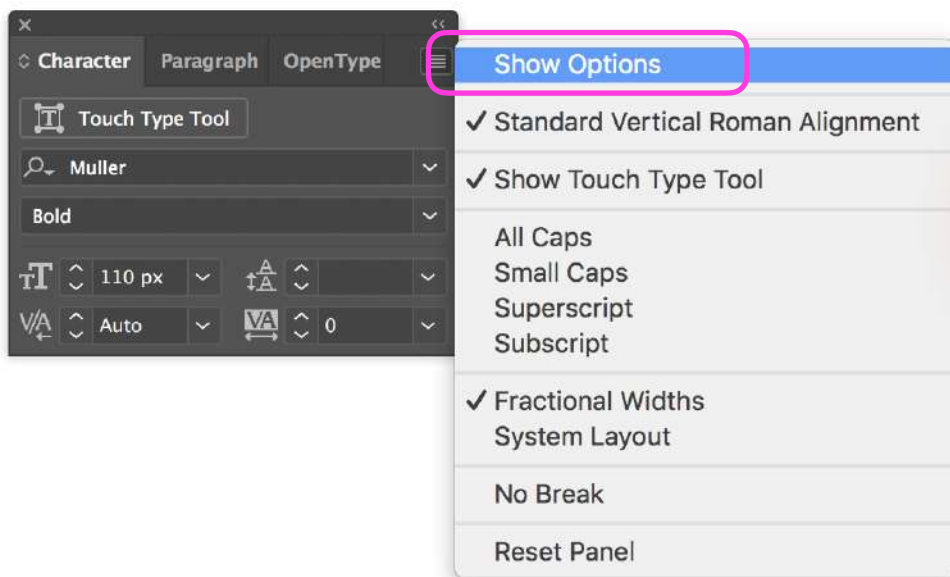 Character Paragraph OpenType
Touch Type Tool
Muller
Bold
110 px
Auto
0
Show Options
✓ Standard Vertical Roman Alignment
✓ Show Touch Type Tool
All Caps
Small Caps
Superscript
Subscript
✓ Fractional Widths
System Layout
No Break
Reset Panel